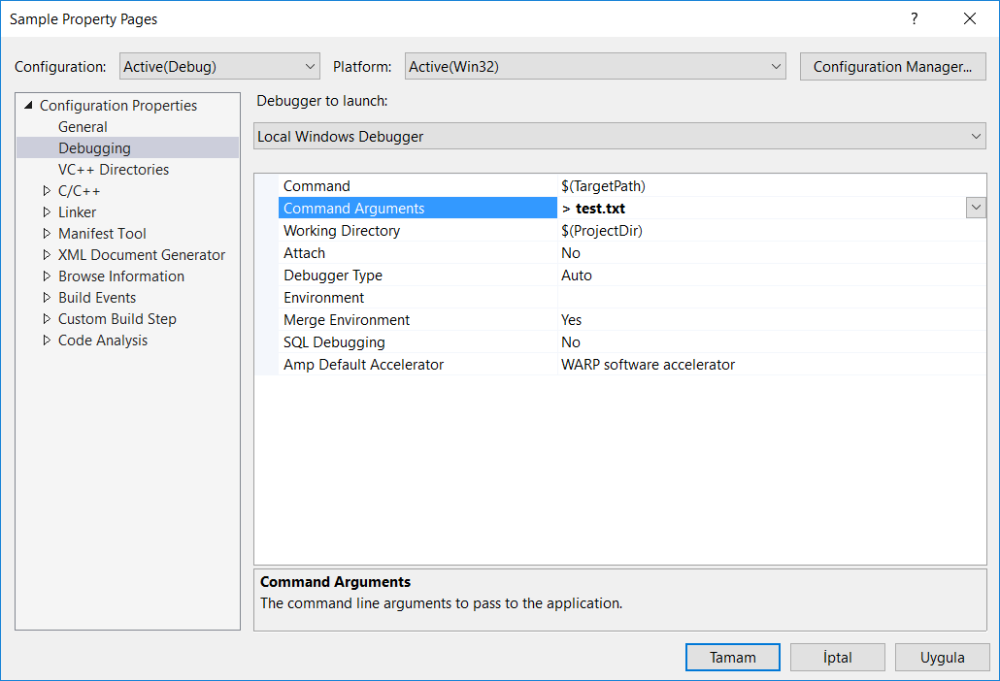 Sample Property Pages ?
Configuration: Active(Debug) Platform: Active(Win32) Configuration Manager...
Configuration Properties
General
Debugging
VC++ Directories
C/C++
Linker
Manifest Tool
XML Document Generator
Browse Information
Build Events
Custom Build Step
Code Analysis
Debugger to launch:
Local Windows Debugger
Command $(TargetPath)
Command Arguments > test.txt
Working Directory $(ProjectDir)
Attach No
Debugger Type Auto
Environment
Merge Environment Yes
SQL Debugging No
Amp Default Accelerator WARP software accelerator
Command Arguments
The command line arguments to pass to the application.
Tamam İptal Uygula